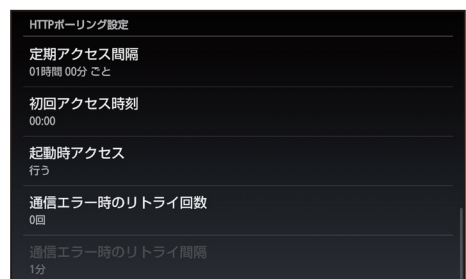 HTTPポーリング設定
定期アクセス間隔
01時間 00分 ごと
初回アクセス時刻
00:00
起動時アクセス
行う
通信エラー時のリトライ回数
0回
通信エラー時のリトライ間隔
1分